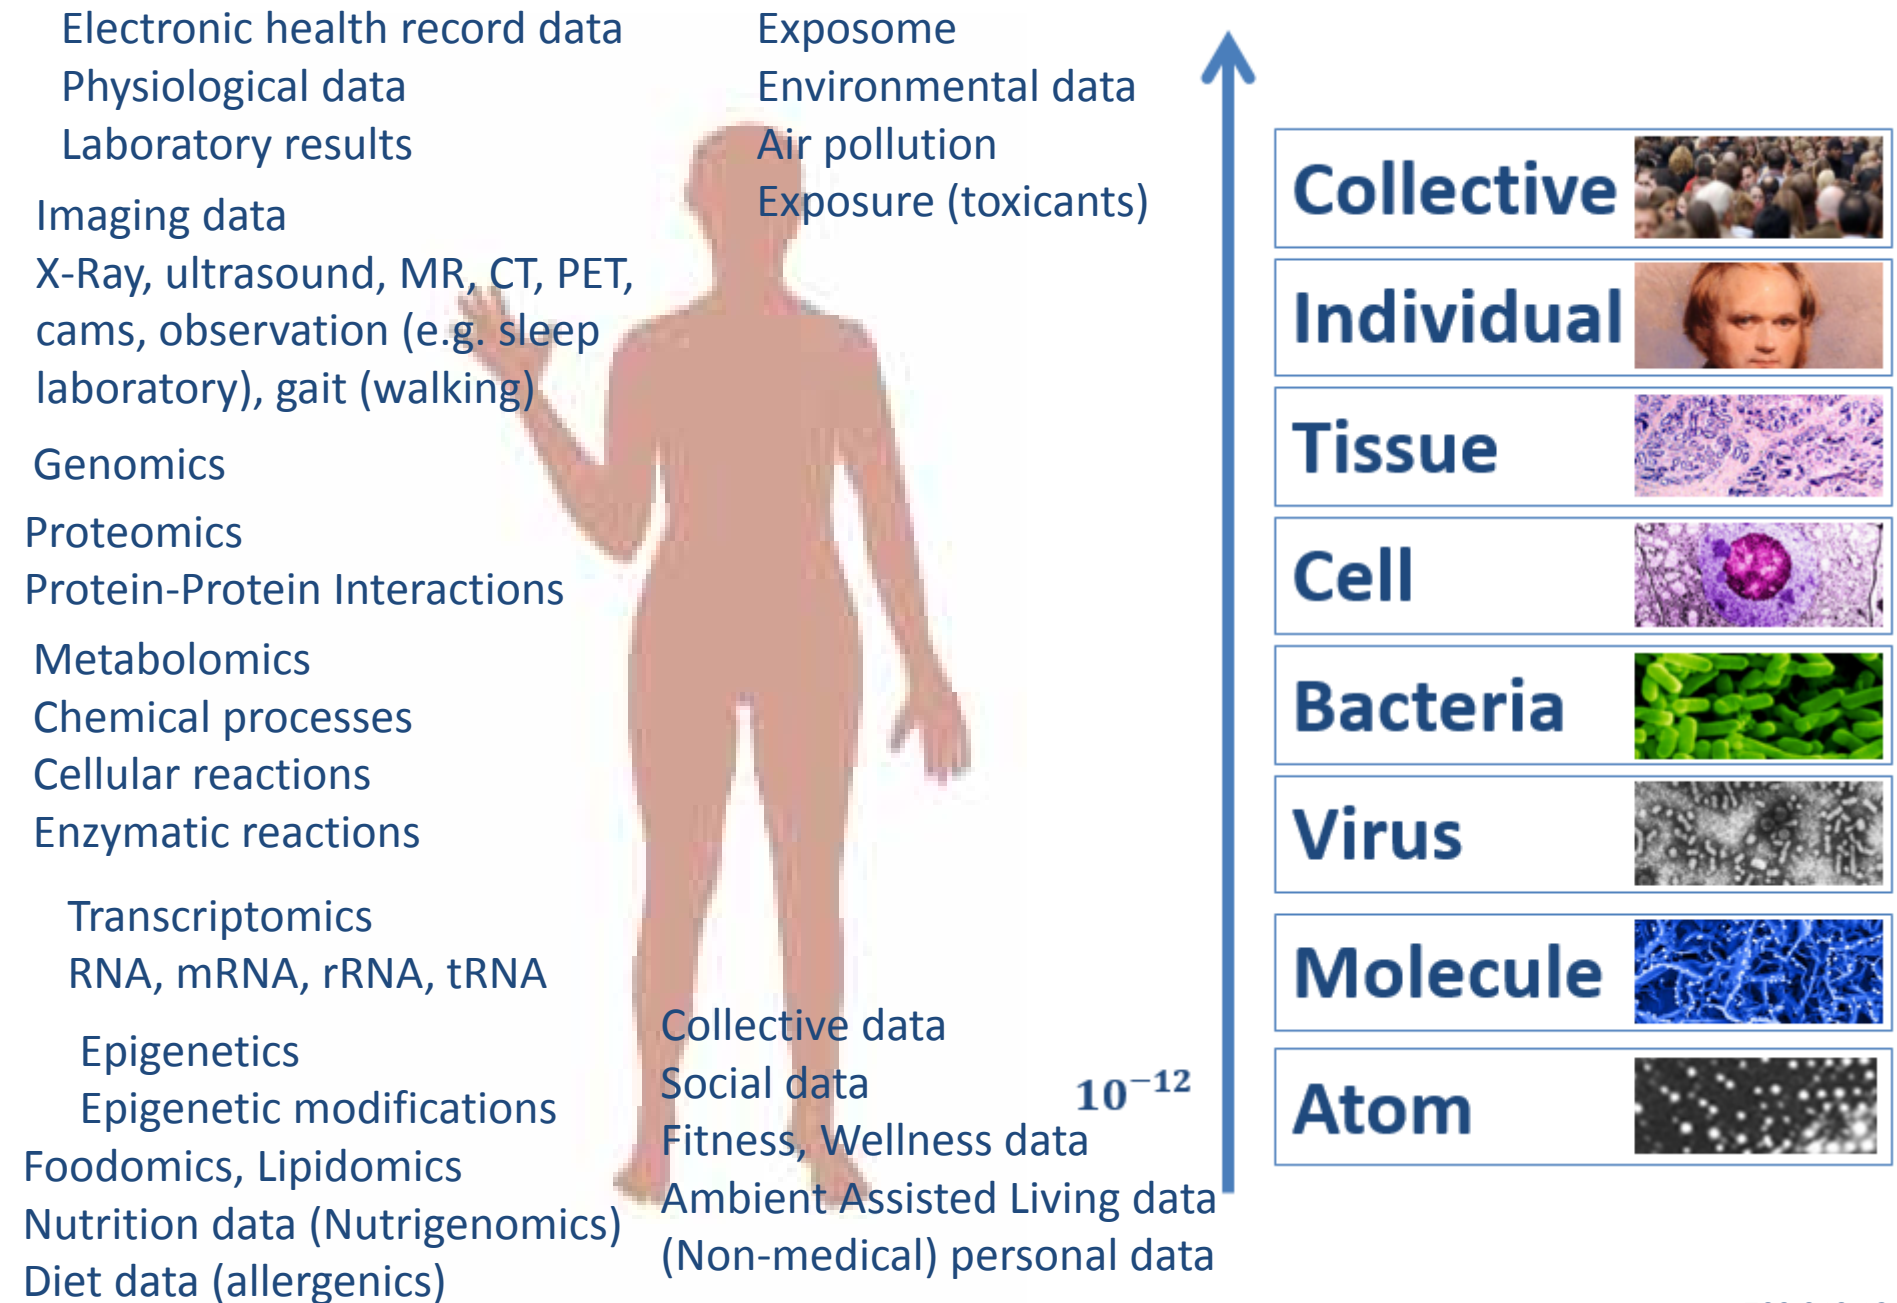 Electronic health record data
Physiological data
Laboratory results
Imaging data
X-Ray, ultrasound, MR, CT, PET,
cams, observation (e.g. sleep
laboratory), gait (walking)
Genomics
Proteomics
Protein-Protein Interactions
Metabolomics
Chemical processes
Cellular reactions
Enzymatic reactions
Transcriptomics
RNA, mRNA, rRNA, tRNA
Epigenetics
Epigenetic modifications
Foodomics, Lipidomics
Nutrition data (Nutrigenomics)
Diet data (allergenics)
Exposome
Environmental data
Air pollution
Exposure (toxicants)
Collective data
Social data
Fitness, Wellness data
Ambient Assisted Living data
(Non-medical) personal data
10⁻¹²
Collective
Individual
Tissue
Cell
Bacteria
Virus
Molecule
Atom